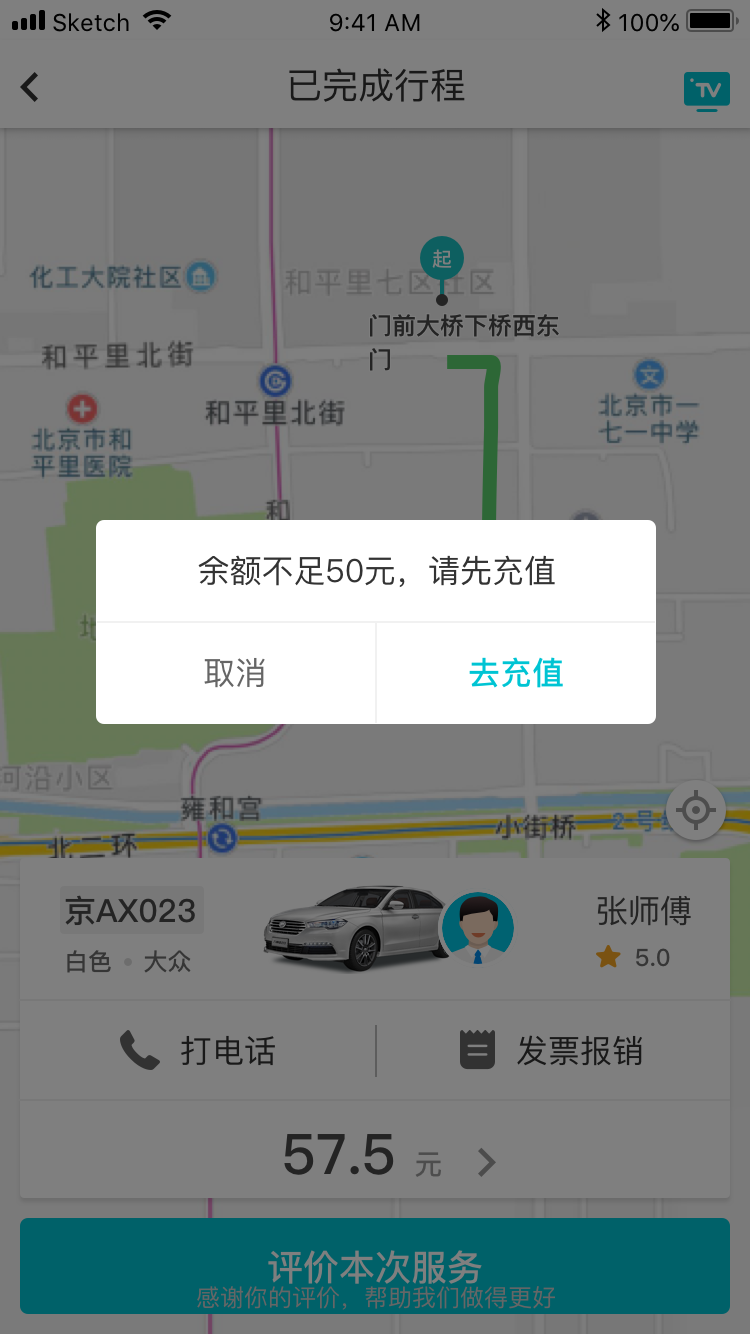 Sketch 9:41 AM 100%
已完成行程
TV
起
化工大院社区
和平里七区社区
门前大桥下桥西东
门
和平里北街
和平里北街
北京市一
七一中学
北京市和
平里医院
和
余额不足50元，请先充值
地
取消 去充值
河沿小区
雍和宫
小街桥
2号线
北二环
京AX023 张师傅
白色 • 大众 5.0
打电话 发票报销
57.5 元
评价本次服务
感谢你的评价，帮助我们做得更好